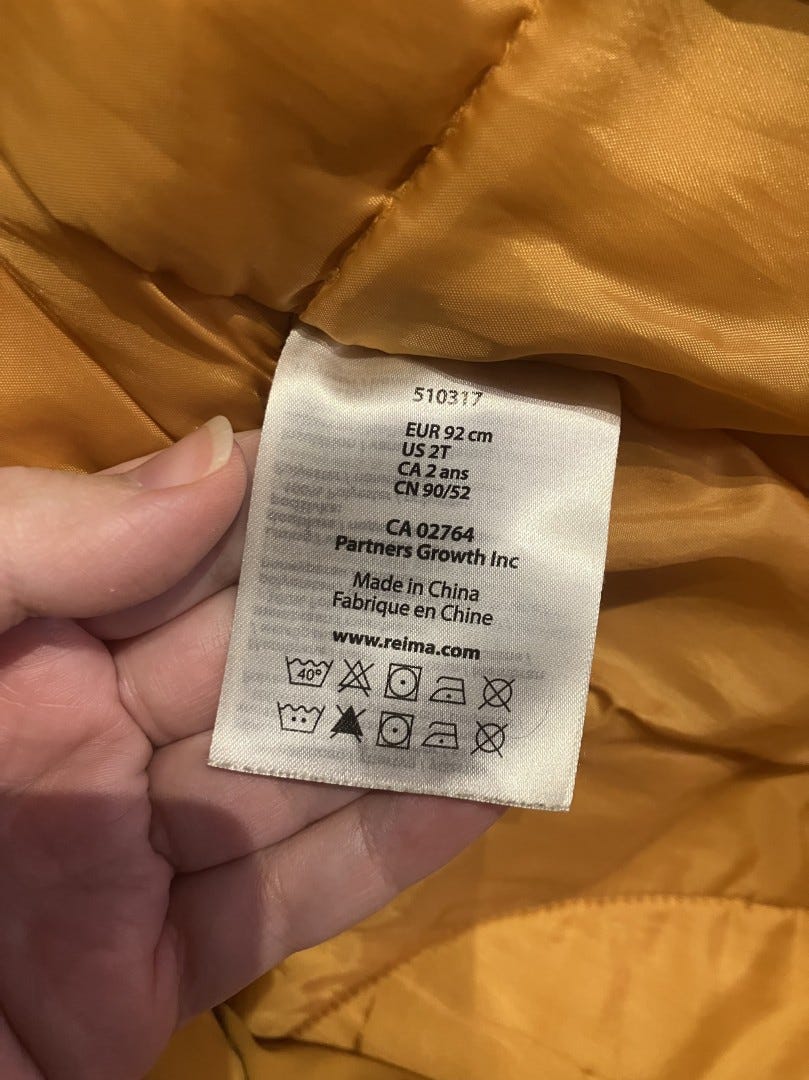 510317
EUR 92 cm
US 2T
CA 2 ans
CN 90/52
CA 02764
Partners Growth Inc
Made in China
Fabrique en Chine
www.reima.com
40°